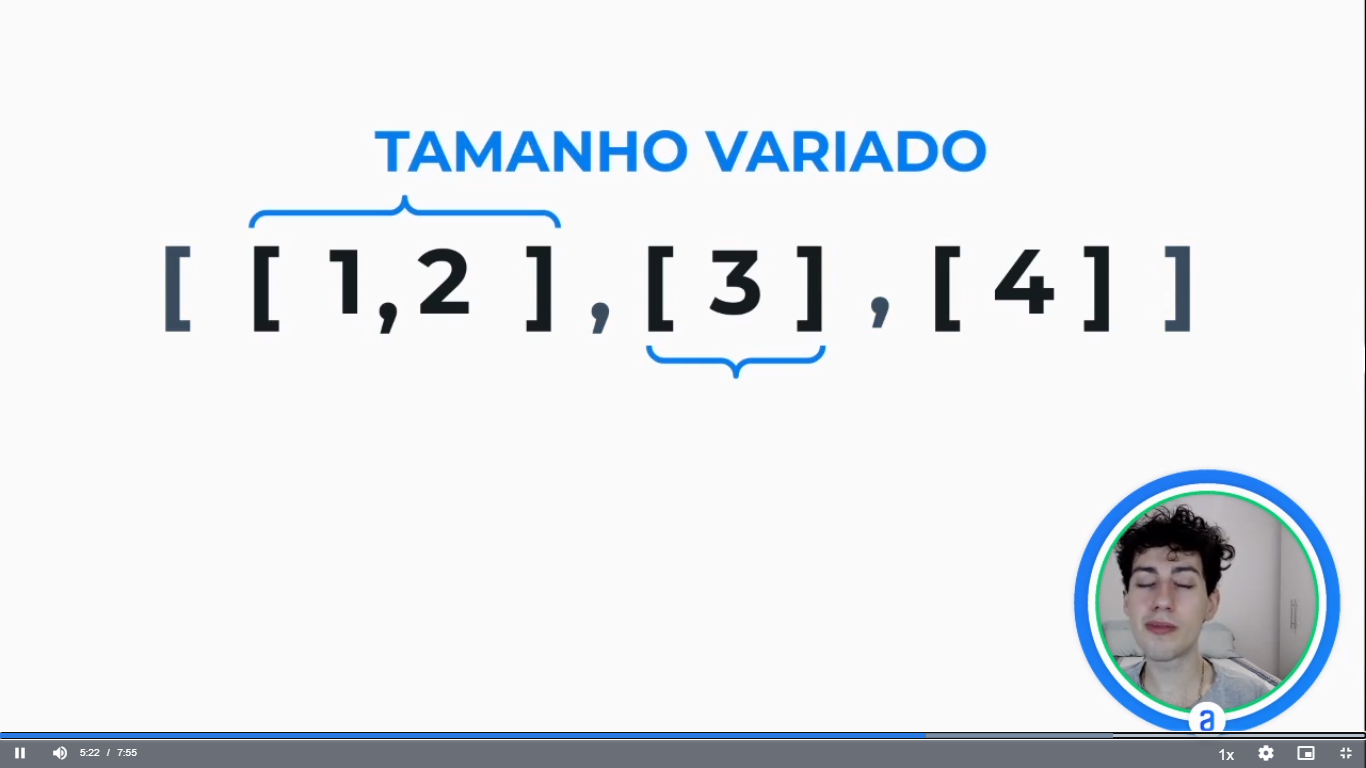 TAMANHO VARIADO
[ [ 1,2 ] , [ 3 ] , [ 4 ] ]
a
5:22 / 7:55 1x